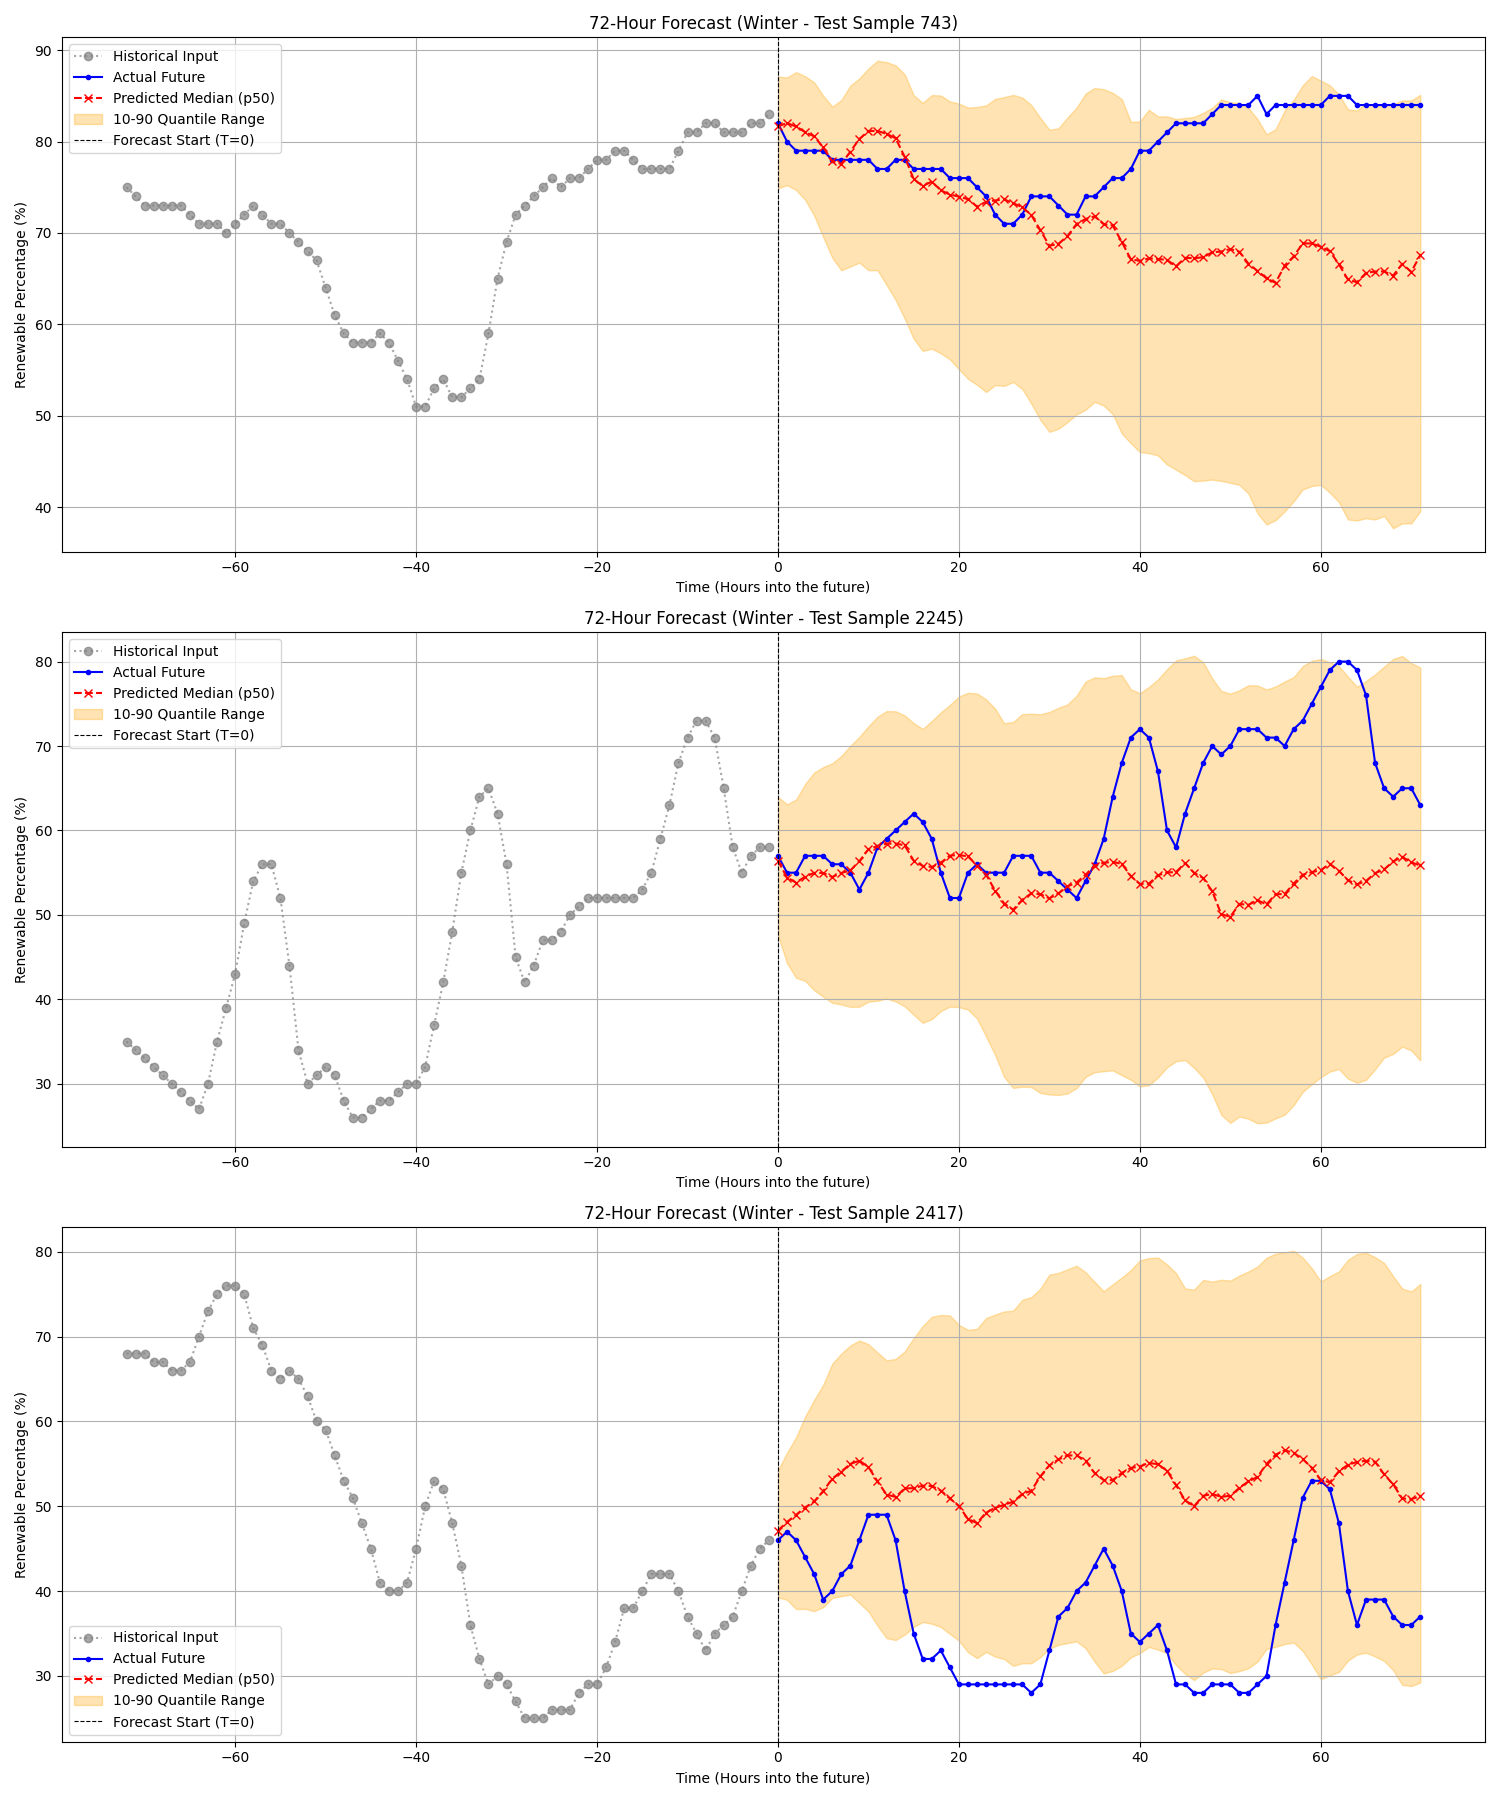 72-Hour Forecast (Winter - Test Sample 743)
Renewable Percentage (%)
90
80
70
60
50
40
Historical Input
Actual Future
Predicted Median (p50)
10-90 Quantile Range
Forecast Start (T=0)
−60 −40 −20 0 20 40 60
Time (Hours into the future)
72-Hour Forecast (Winter - Test Sample 2245)
Renewable Percentage (%)
80
70
60
50
40
30
Historical Input
Actual Future
Predicted Median (p50)
10-90 Quantile Range
Forecast Start (T=0)
−60 −40 −20 0 20 40 60
Time (Hours into the future)
72-Hour Forecast (Winter - Test Sample 2417)
Renewable Percentage (%)
80
70
60
50
40
30
Historical Input
Actual Future
Predicted Median (p50)
10-90 Quantile Range
Forecast Start (T=0)
−60 −40 −20 0 20 40 60
Time (Hours into the future)